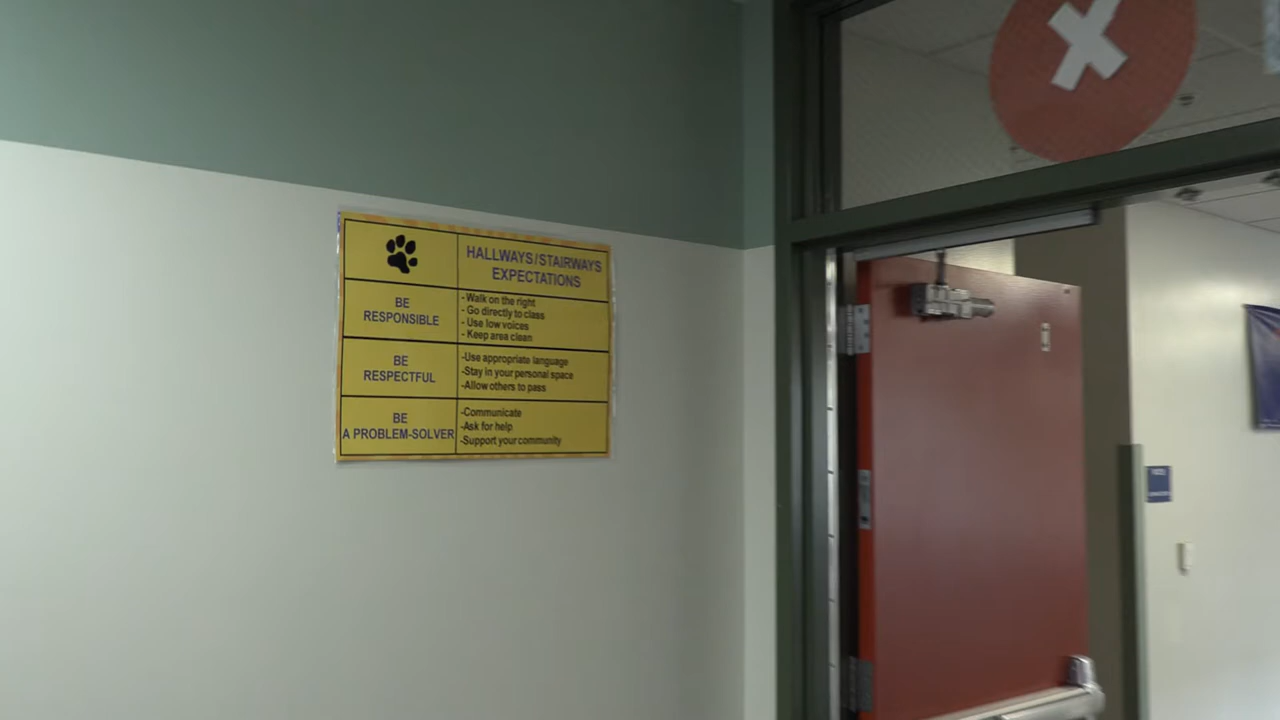 HALLWAYS/STAIRWAYS
EXPECTATIONS
BE
RESPONSIBLE
- Walk on the right
- Go directly to class
- Use low voices
- Keep area clean
BE
RESPECTFUL
-Use appropriate language
-Stay in your personal space
-Allow others to pass
BE
A PROBLEM-SOLVER
-Communicate
-Ask for help
-Support your community